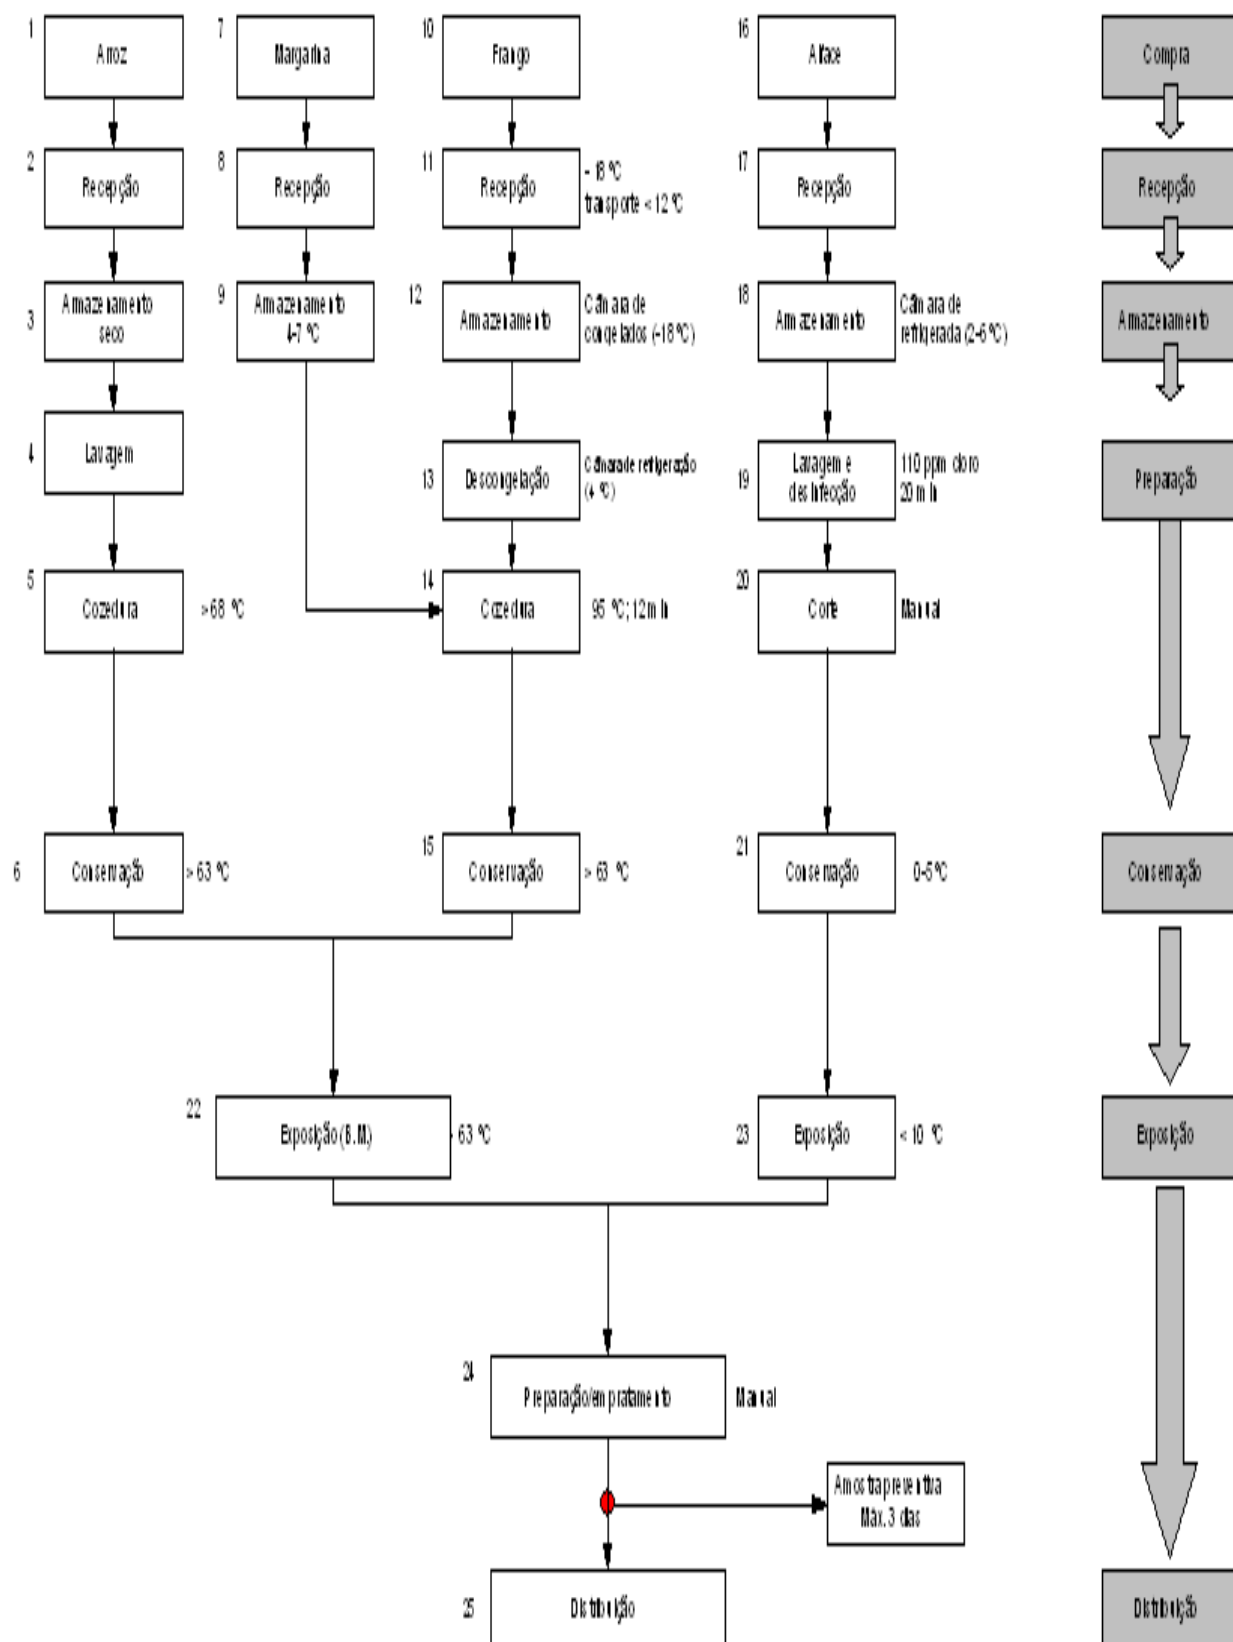 1
Arroz
7
Margarina
10
Frango
16
Alface
Compra
2
Recepção
8
Recepção
11
Recepção
- 18 ºC
transporte < 12 ºC
17
Recepção
Recepção
3
Armazenamento
seco
9
Armazenamento
4-7 ºC
12
Armazenamento
Câmara de
congelados (-18 ºC)
18
Armazenamento
Câmara de
refrigerada (2-6 ºC)
Armazenamento
4
Lavagem
13
Descongelação
Câmara de refrigeração
(4 ºC)
19
Lavagem e
desinfecção
110 ppm cloro
20 min
Preparação
5
Cozedura
> 68 ºC
14
Cozedura
95 ºC; 12 min
20
Corte
Manual
6
Conservação
> 63 ºC
15
Conservação
> 63 ºC
21
Conservação
0-5 ºC
Conservação
22
Exposição (B.M.)
63 ºC
23
Exposição
< 10 ºC
Exposição
24
Preparação/empratamento
Manual
Amostra preventiva
Máx. 3 dias
25
Distribuição
Distribuição